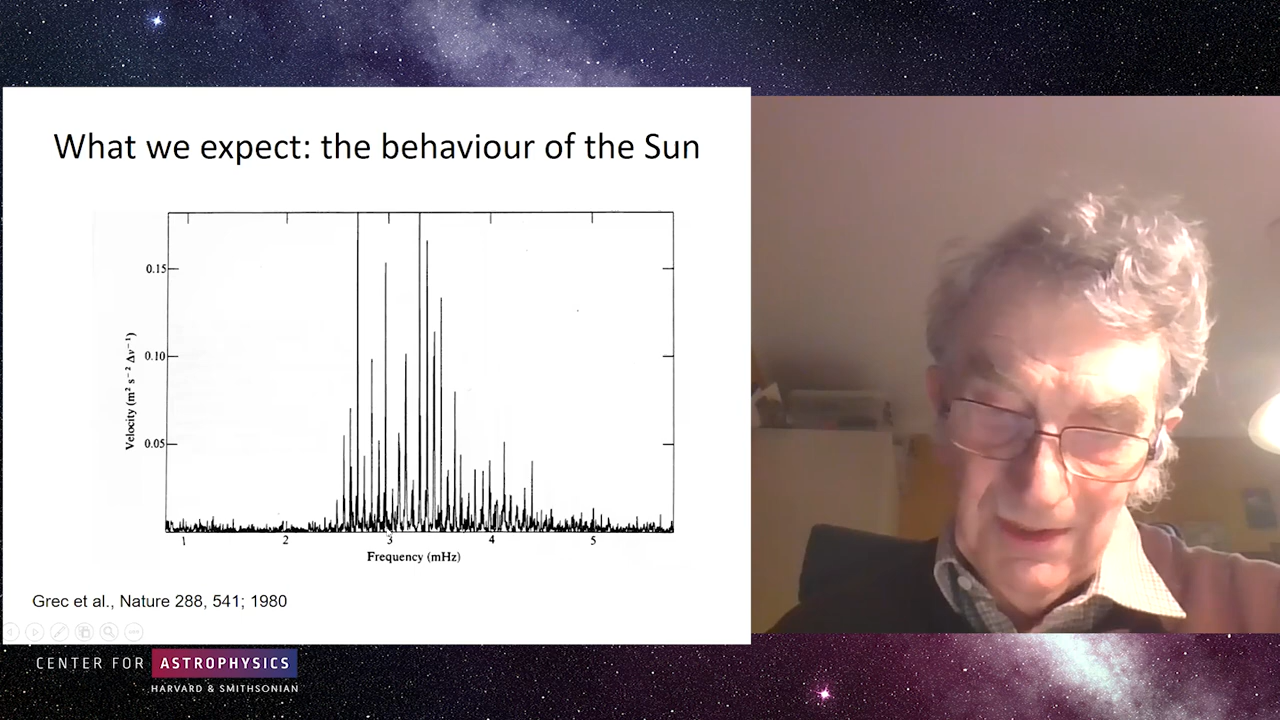 What we expect: the behaviour of the Sun
0.15
0.10
0.05
Velocity (m² s⁻² Δν⁻¹)
1 2 3 4 5
Frequency (mHz)
Grec et al., Nature 288, 541; 1980
CENTER FOR ASTROPHYSICS
HARVARD & SMITHSONIAN